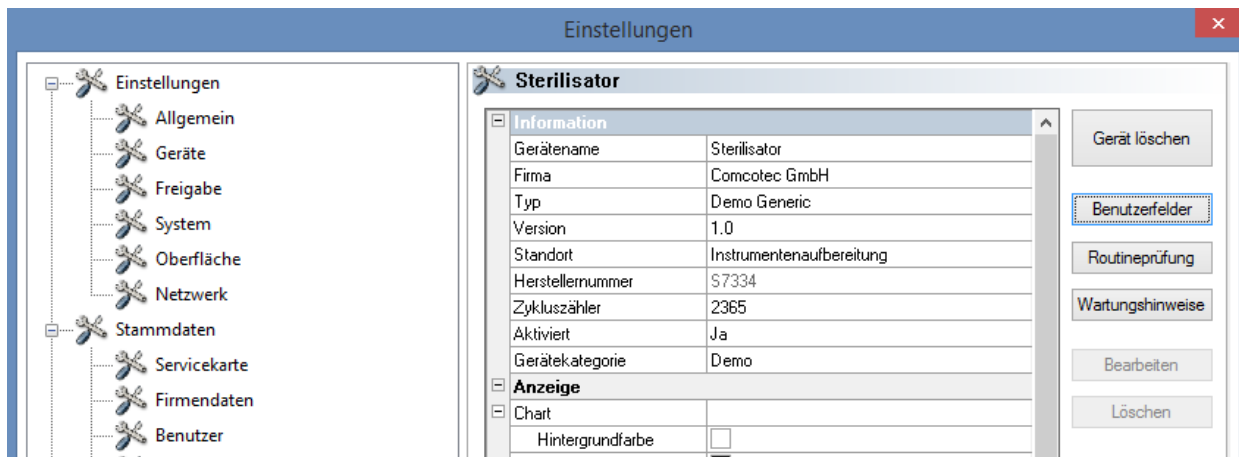 Einstellungen
Einstellungen
Allgemein
Geräte
Freigabe
System
Oberfläche
Netzwerk
Stammdaten
Servicekarte
Firmendaten
Benutzer
Sterilisator
Information
Gerätename Sterilisator
Firma Comcotec GmbH
Typ Demo Generic
Version 1.0
Standort Instrumentenaufbereitung
Herstellernummer S7334
Zykluszähler 2365
Aktiviert Ja
Gerätekategorie Demo
Anzeige
Chart
Hintergrundfarbe
Gerät löschen
Benutzerfelder
Routineprüfung
Wartungshinweise
Bearbeiten
Löschen